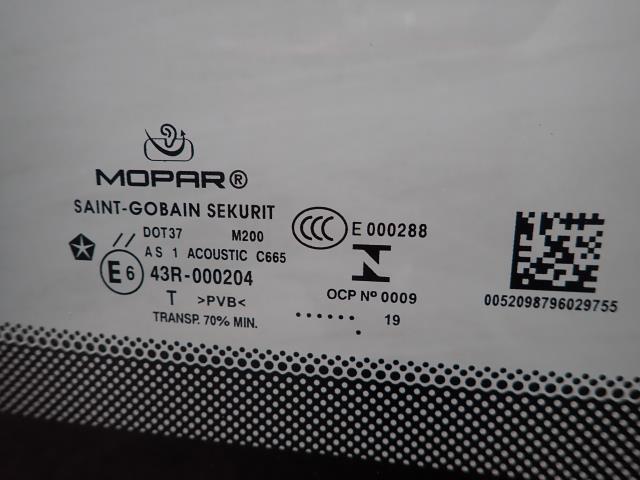 MOPAR®
SAINT-GOBAIN SEKURIT
DOT37 M200
AS 1 ACOUSTIC C665
E6 43R-000204
T >PVB<
TRANSP. 70% MIN.
CCC E 000288
N
OCP Nº 0009
...... 19
.
0052098796029755